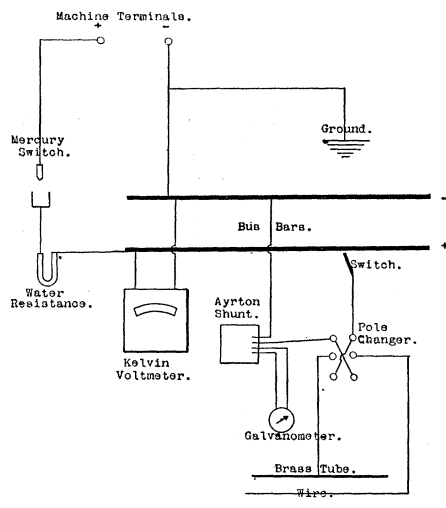 Machine Terminals.
+ -
Mercury
Switch.
Ground.
-
Bus Bars.
+
Switch.
Water
Resistance.
Ayrton
Shunt.
Pole
Changer.
Kelvin
Voltmeter.
Galvanometer.
Brass Tube.
Wire.